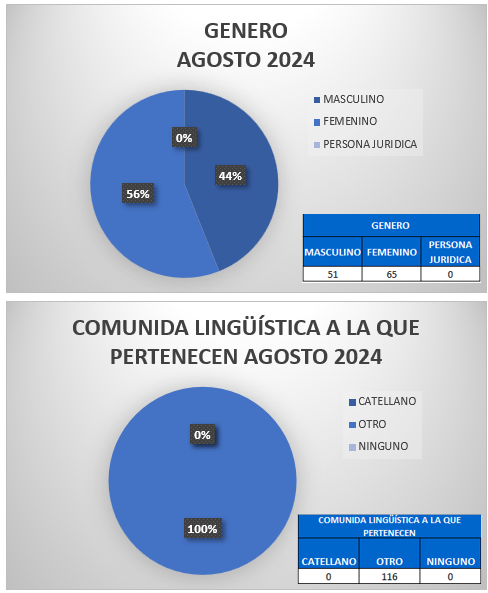 GENERO
AGOSTO 2024
MASCULINO
FEMENINO
PERSONA JURIDICA
0%
44%
56%
GENERO
MASCULINO FEMENINO PERSONA JURIDICA
51 65 0
COMUNIDA LINGÜÍSTICA A LA QUE
PERTENECEN AGOSTO 2024
CATELLANO
OTRO
NINGUNO
0%
100%
COMUNIDA LINGÜÍSTICA A LA QUE
PERTENECEN
CATELLANO OTRO NINGUNO
0 116 0